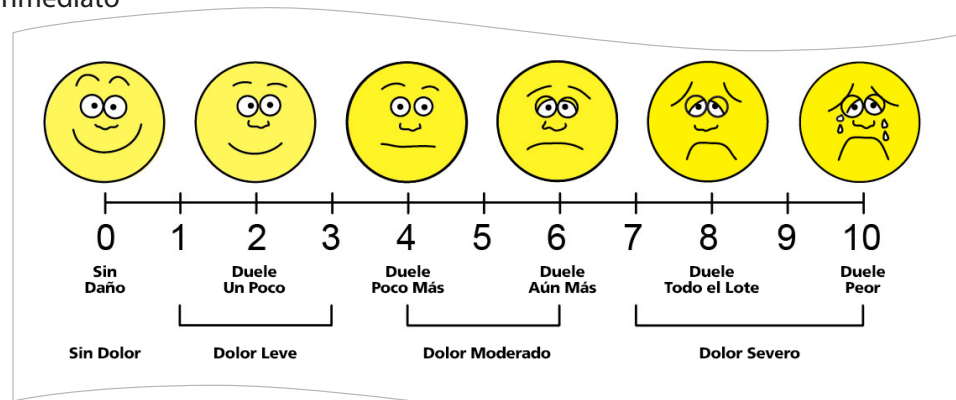 nmediato
0 1 2 3 4 5 6 7 8 9 10
Sin Daño
Duele Un Poco
Duele Poco Más
Duele Aún Más
Duele Todo el Lote
Duele Peor
Sin Dolor Dolor Leve Dolor Moderado Dolor Severo